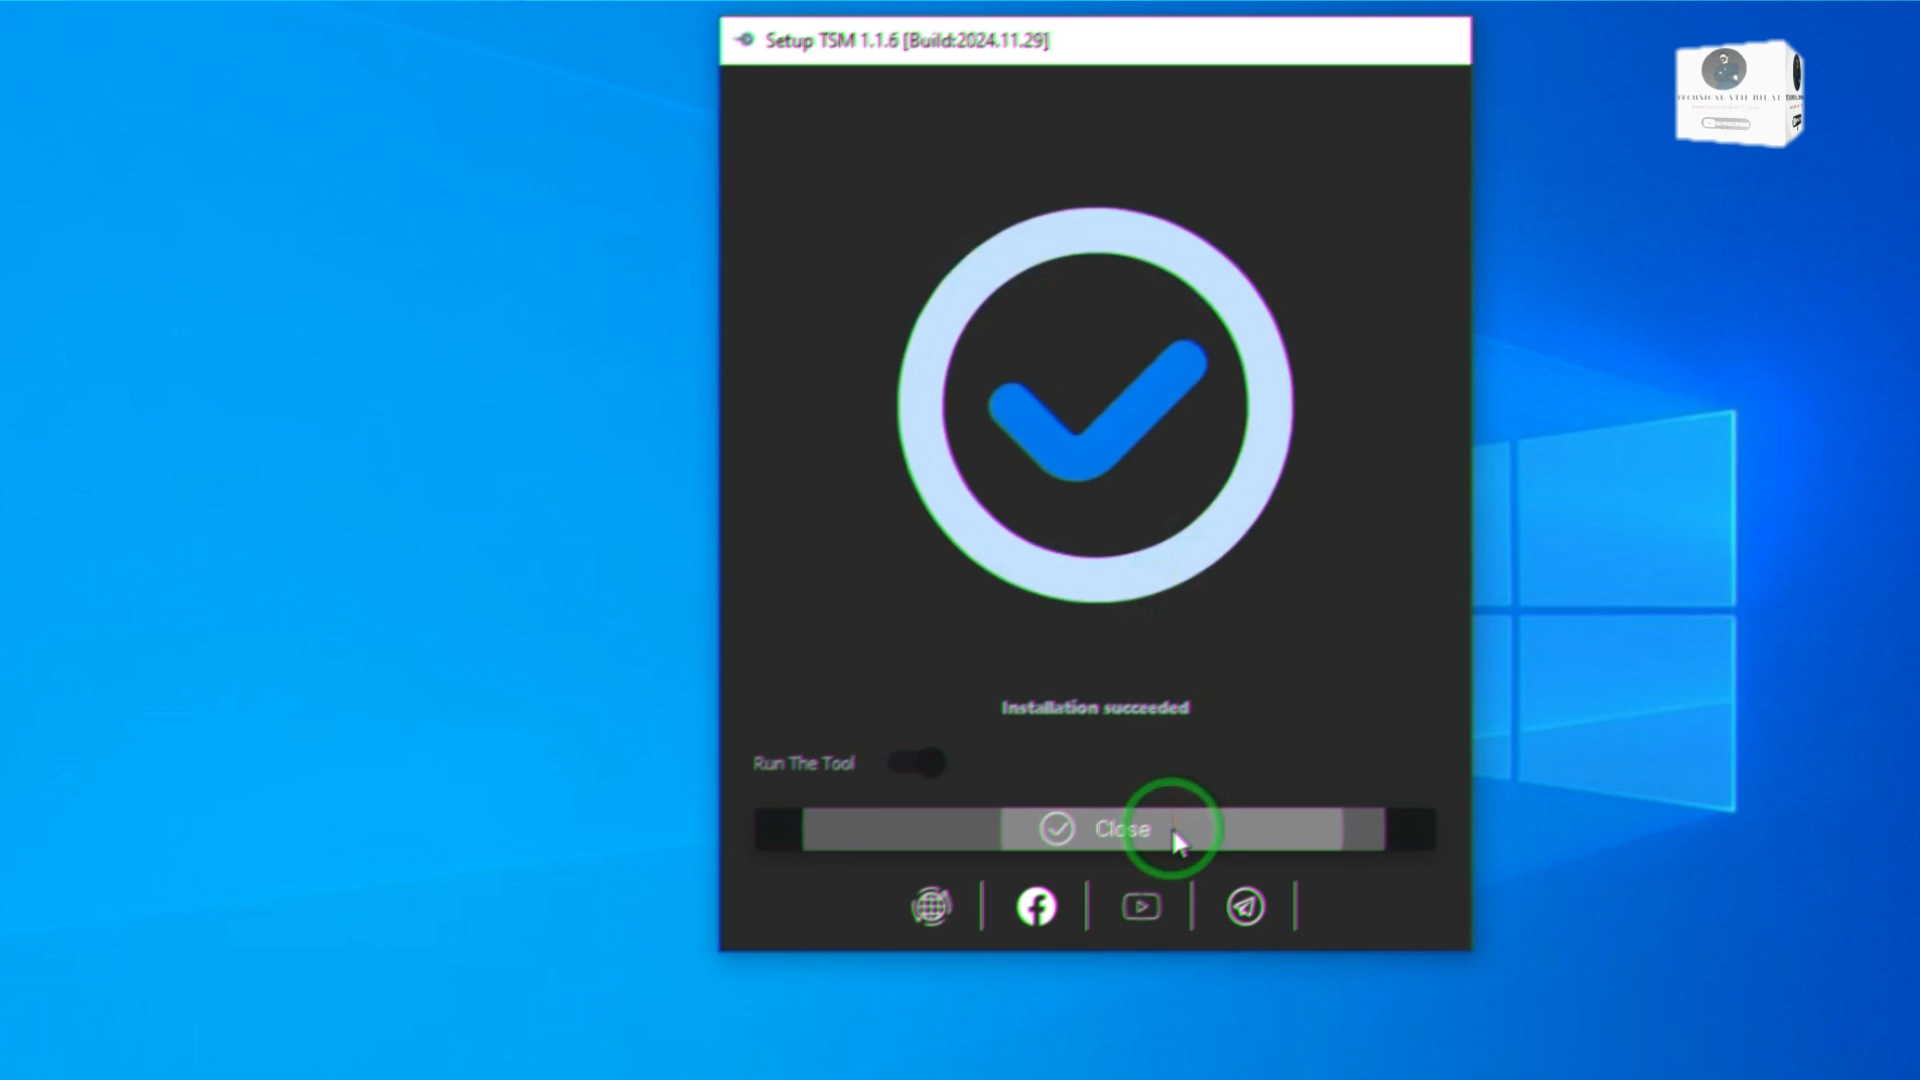 Setup TSM 1.1.6 [Build:2024.11.29]
Installation succeeded
Run The Tool
Close